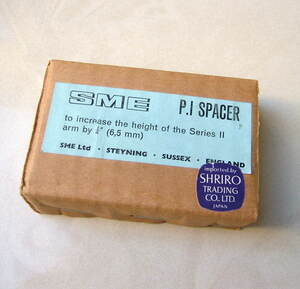 SME P.I SPACER
to increase the height of the Series II
arm by ¼" (6,5 mm)
SME Ltd · STEYNING · SUSSEX · ENGLAND
imported by
SHRIRO
TRADING
CO., LTD.
JAPAN